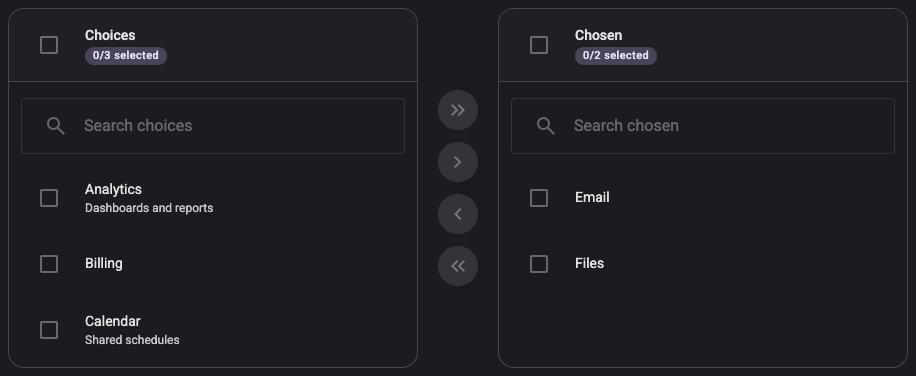 Choices
0/3 selected
Search choices
Analytics
Dashboards and reports
Billing
Calendar
Shared schedules
Chosen
0/2 selected
Search chosen
Email
Files